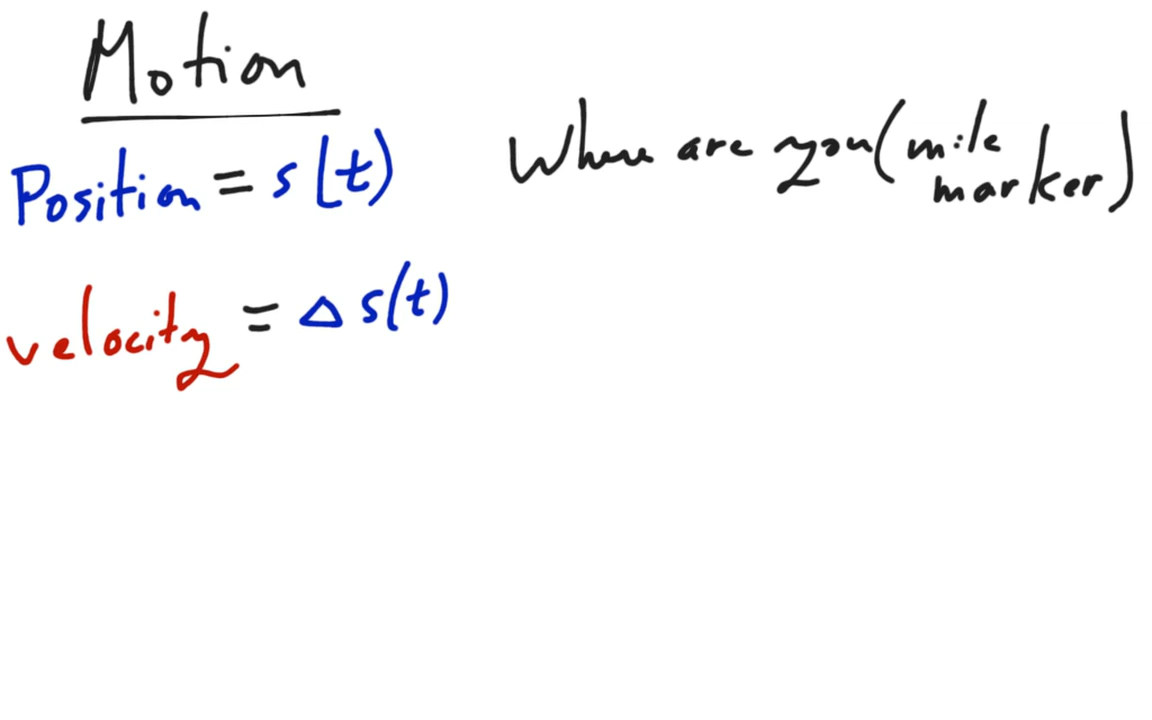 Motion
Position = s(t)
Where are you (mile
marker)
velocity = Δ s(t)